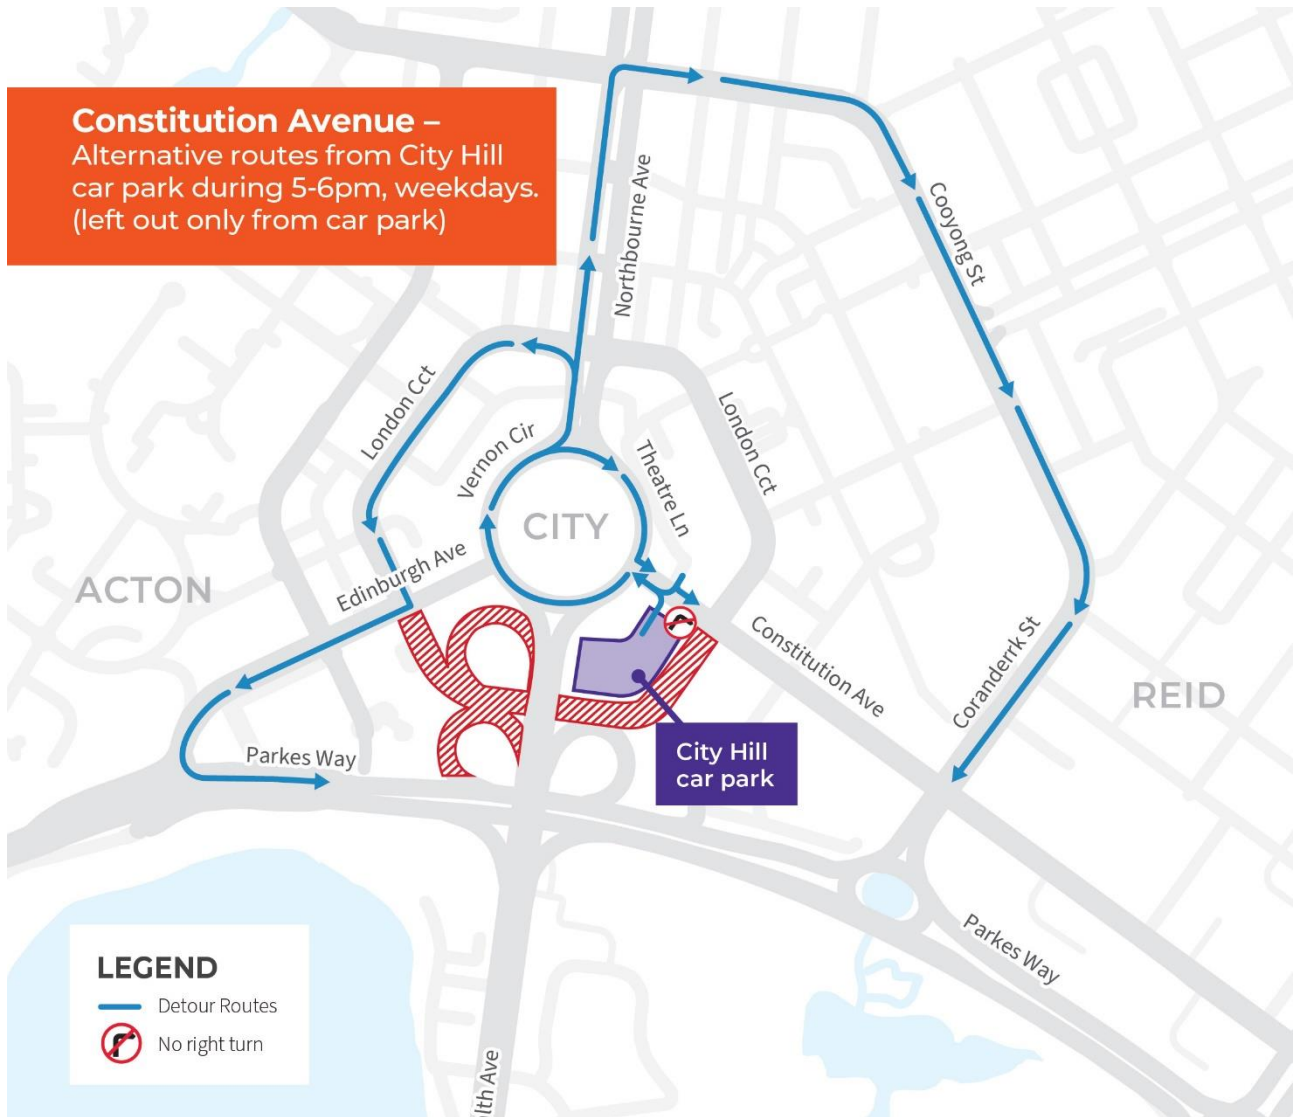 Constitution Avenue –
Alternative routes from City Hill
car park during 5-6pm, weekdays.
(left out only from car park)
Northbourne Ave
Cooyong St
London Cct
London Cct
Vernon Cir
Theatre Ln
CITY
Edinburgh Ave
ACTON
Constitution Ave
Coranderrk St
REID
Parkes Way
City Hill
car park
Parkes Way
LEGEND
Detour Routes
No right turn
lth Ave